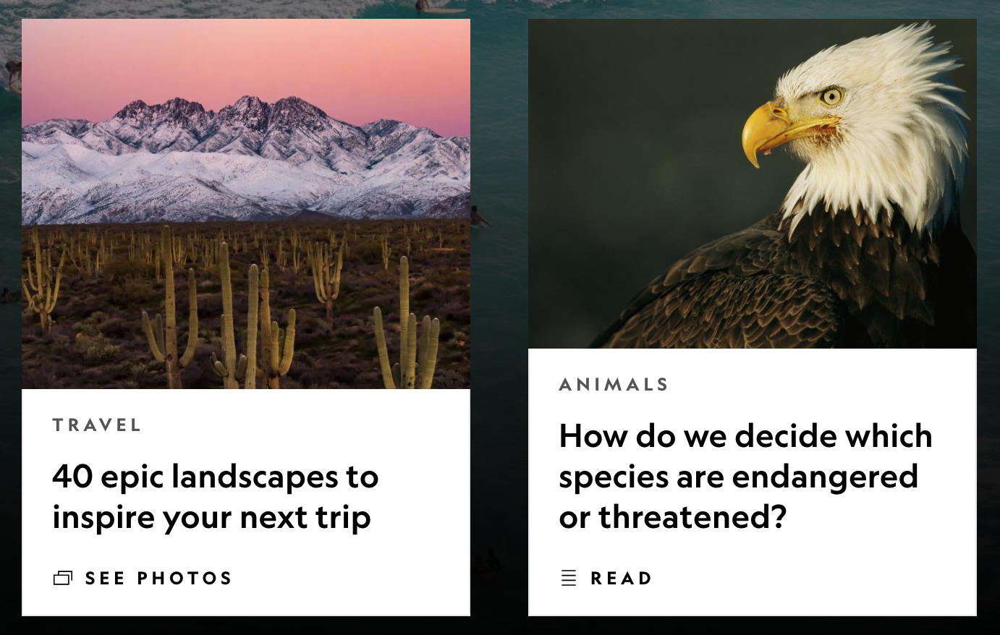 TRAVEL
40 epic landscapes to
inspire your next trip
SEE PHOTOS
ANIMALS
How do we decide which
species are endangered
or threatened?
READ